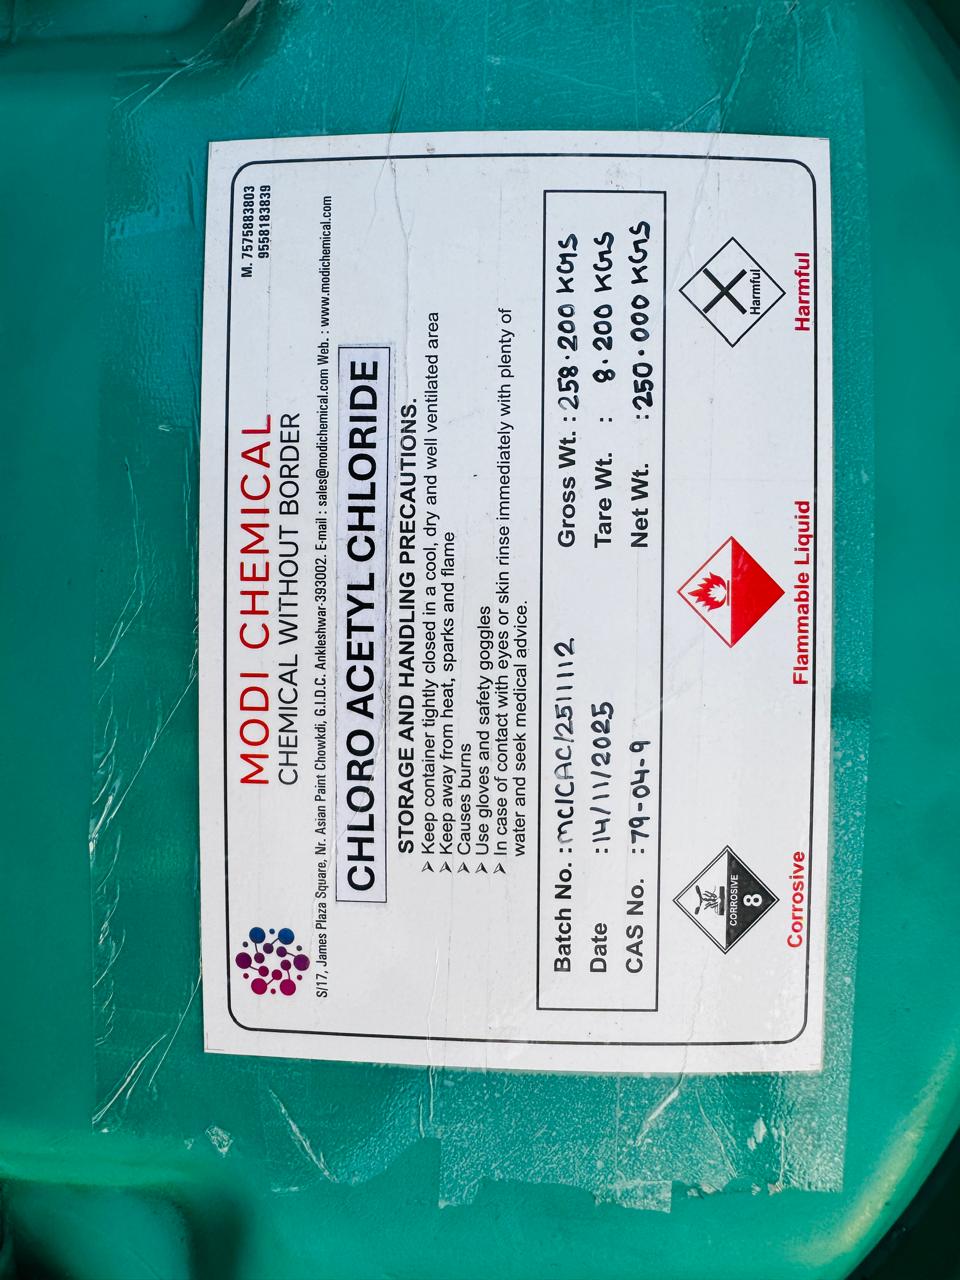 M. 7575883803
9558183839
MODI CHEMICAL
CHEMICAL WITHOUT BORDER
S/17, James Plaza Square, Nr. Asian Paint Chowkdi, G.I.D.C. Ankleshwar-393002. E-mail : sales@modichemical.com Web. : www.modichemical.com
CHLORO ACETYL CHLORIDE
STORAGE AND HANDLING PRECAUTIONS.
➢ Keep container tightly closed in a cool, dry and well ventilated area
➢ Keep away from heat, sparks and flame
➢ Causes burns
➢ Use gloves and safety goggles
➢ In case of contact with eyes or skin rinse immediately with plenty of
water and seek medical advice.
Batch No. : MCICAC/251112 Gross Wt. : 258.200 KGS
Date : 14/11/2025 Tare Wt. : 8.200 KGS
CAS No. : 79-04-9 Net Wt. : 250.000 KGS
CORROSIVE
8
Harmful
Corrosive Flammable Liquid Harmful